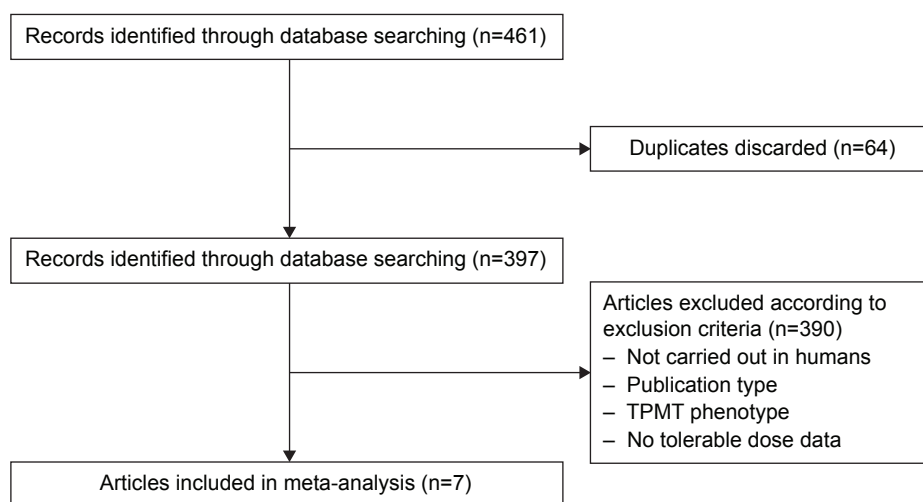 Records identified through database searching (n=461)
Duplicates discarded (n=64)
Records identified through database searching (n=397)
Articles excluded according to
exclusion criteria (n=390)
– Not carried out in humans
– Publication type
– TPMT phenotype
– No tolerable dose data
Articles included in meta-analysis (n=7)